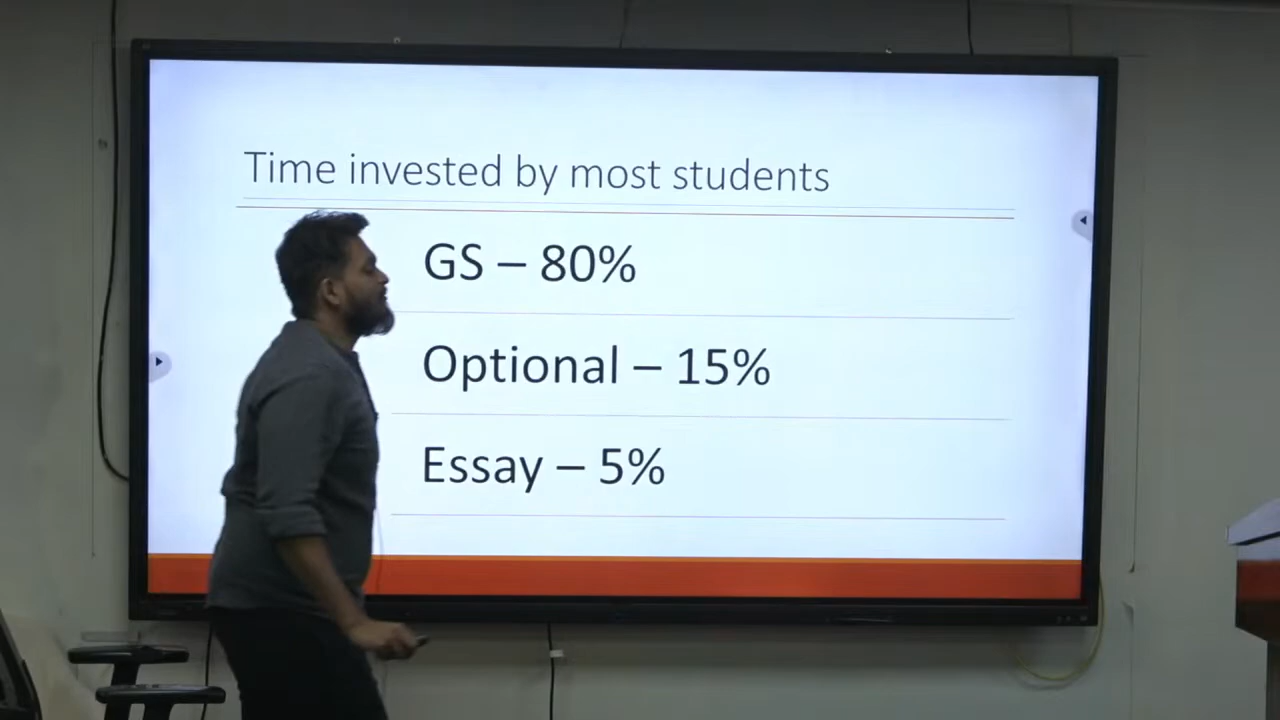 Time invested by most students
GS – 80%
Optional – 15%
Essay – 5%